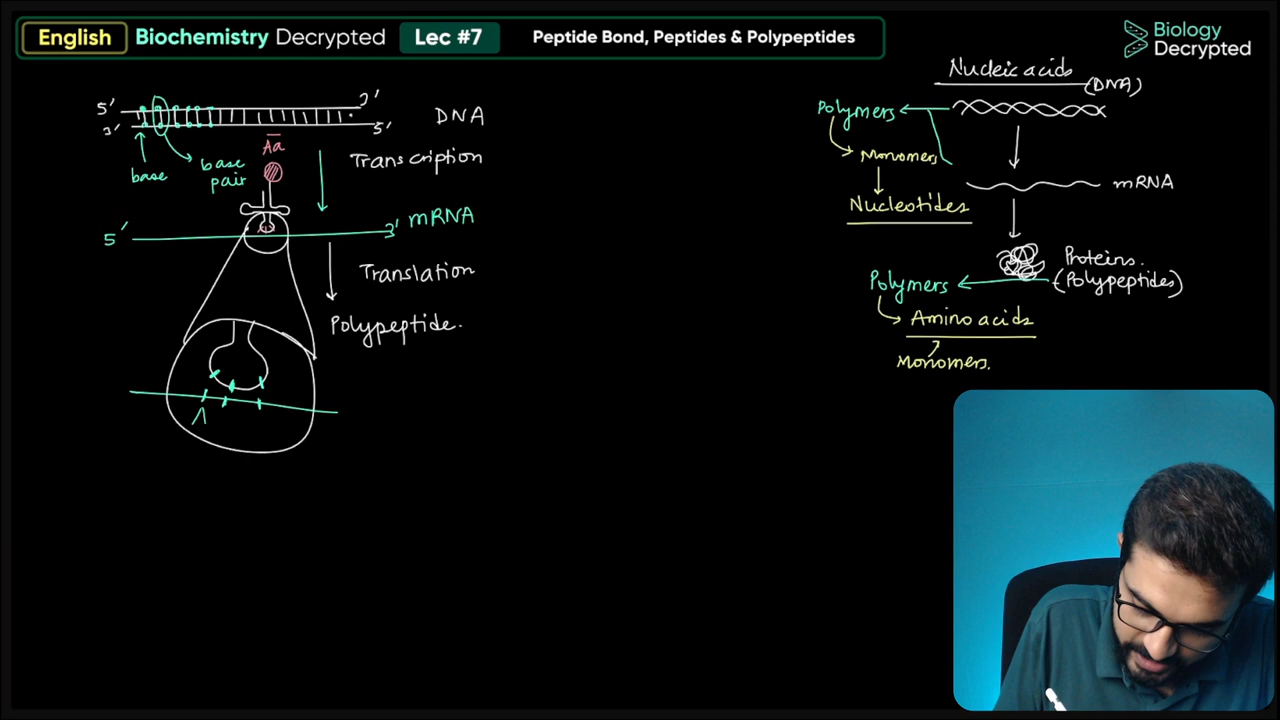 English Biochemistry Decrypted Lec #7 Peptide Bond, Peptides & Polypeptides
Biology
Decrypted
5' 3'
3' 5'
DNA
base
base
pair
Aa
Transcription
5' 3' mRNA
Translation
Polypeptide.
A
Nucleic acids
(DNA)
Polymers
Monomers
Nucleotides
mRNA
Proteins.
(Polypeptides)
Polymers
Amino acids
Monomers.